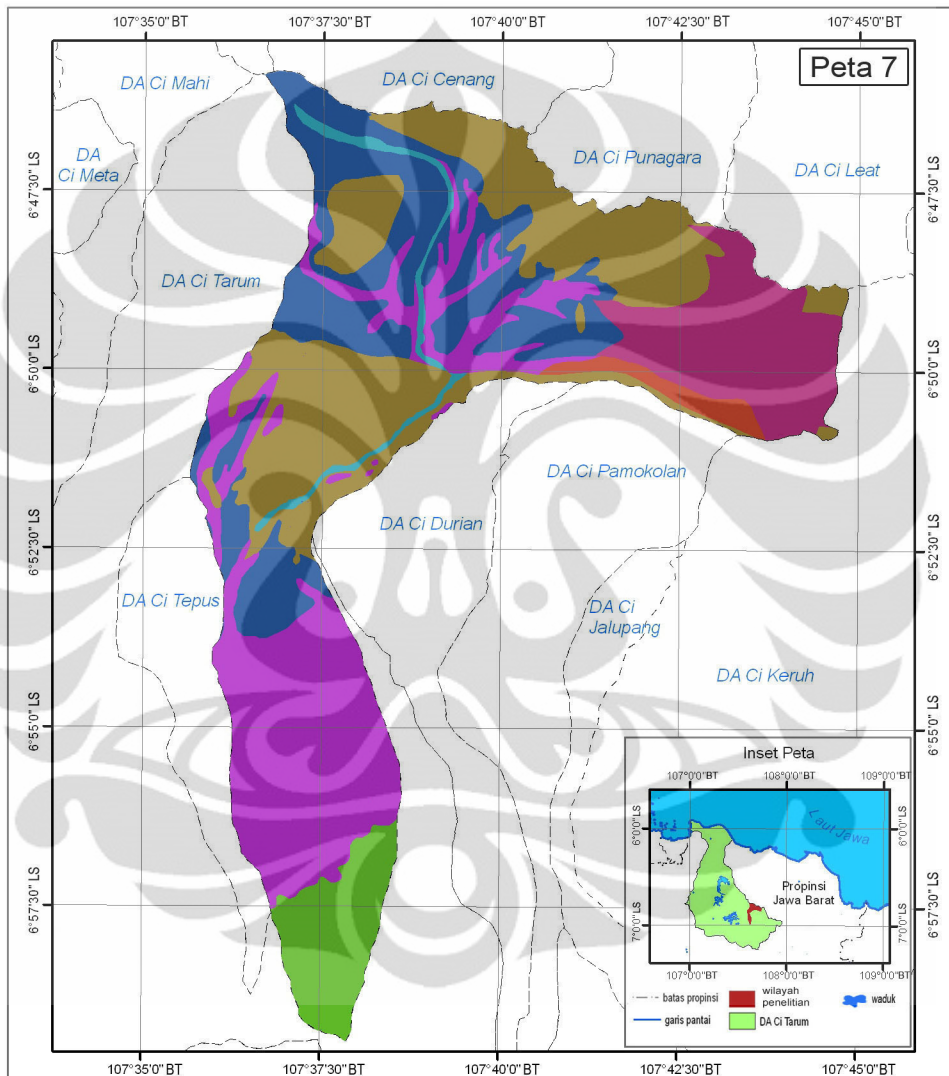 107°35'0"BT
107°37'30"BT
107°40'0"BT
107°42'30"BT
107°45'0"BT
Peta 7
DA Ci Mahi
DA Ci Cenang
DA
Ci Meta
DA Ci Punagara
DA Ci Leat
6°47'30" LS
6°47'30" LS
DA Ci Tarum
6°50'0" LS
6°50'0" LS
DA Ci Pamokolan
DA Ci Durian
6°52'30" LS
6°52'30" LS
DA Ci Tepus
DA Ci
Jalupang
DA Ci Keruh
6°55'0" LS
6°55'0" LS
6°57'30" LS
6°57'30" LS
Inset Peta
107°0'0"BT
108°0'0"BT
109°0'0"BT
6°0'0"LS
6°0'0"LS
Laut Jawa
Propinsi
Jawa Barat
7°0'0"LS
7°0'0"LS
107°0'0"BT
108°0'0"BT
109°0'0"BT
batas propinsi
wilayah
penelitian
waduk
garis pantai
DA Ci Tarum
107°35'0"BT
107°37'30"BT
107°40'0"BT
107°42'30"BT
107°45'0"BT